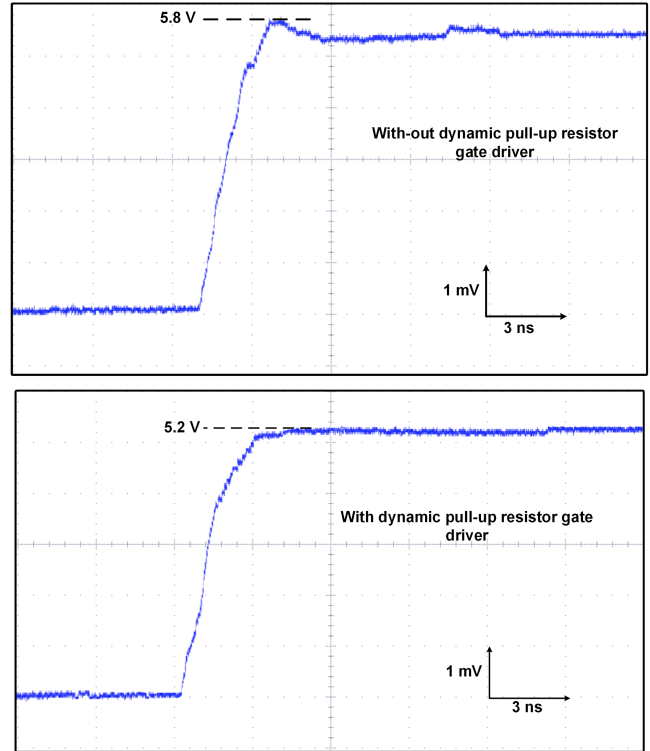 5.8 V
With-out dynamic pull-up resistor
gate driver
1 mV
3 ns
5.2 V
With dynamic pull-up resistor gate
driver
1 mV
3 ns